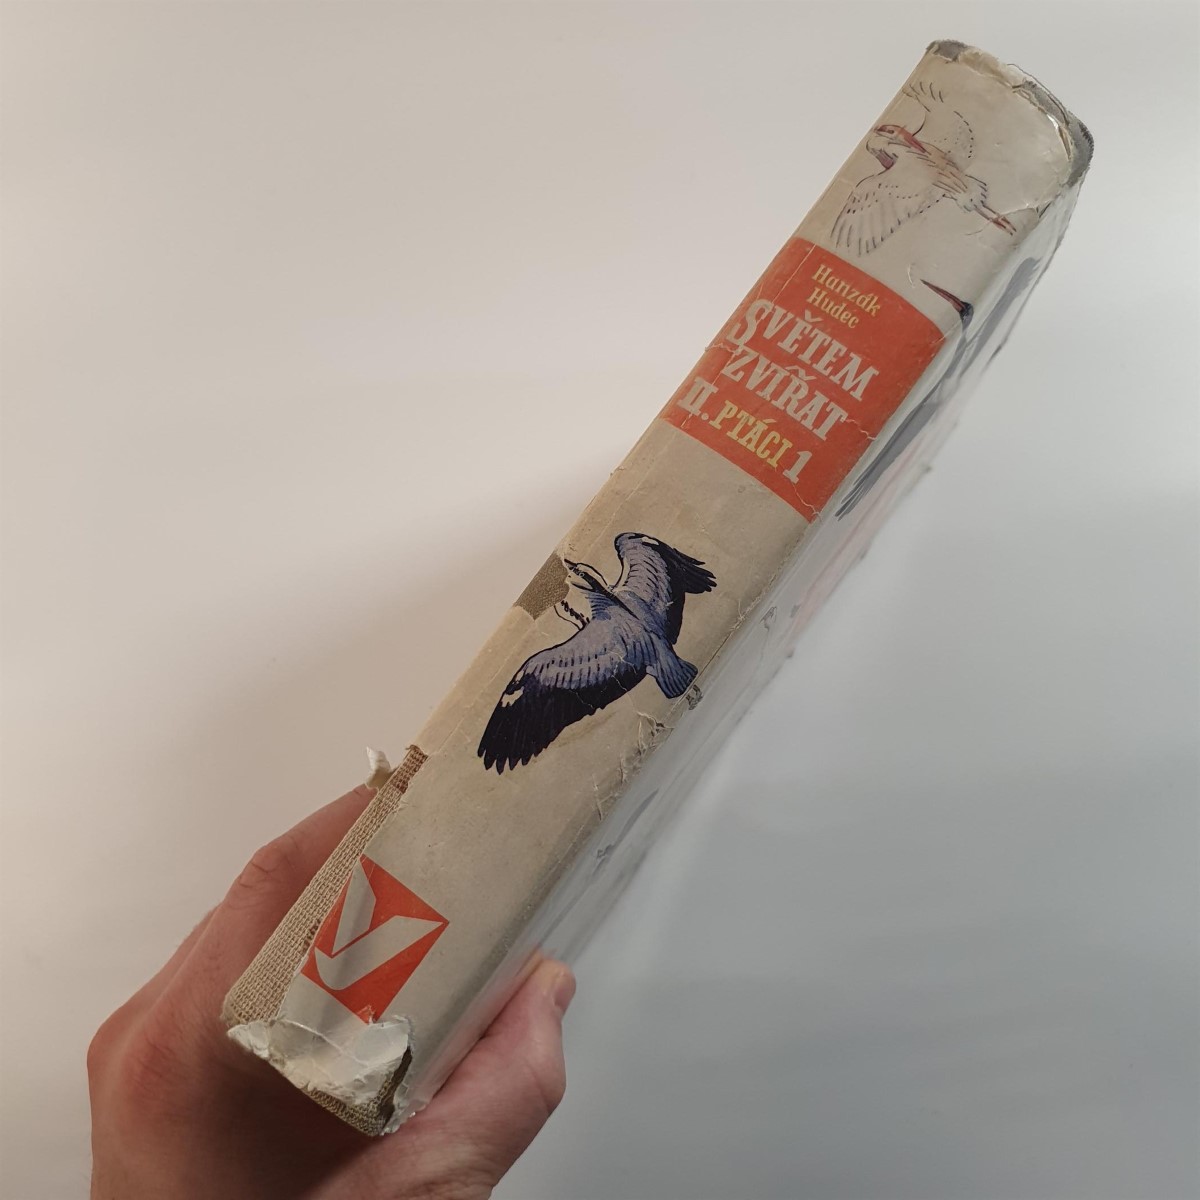 Hanzák
Hudec
SVĚTEM
ZVÍŘAT
II. PTÁCI 1